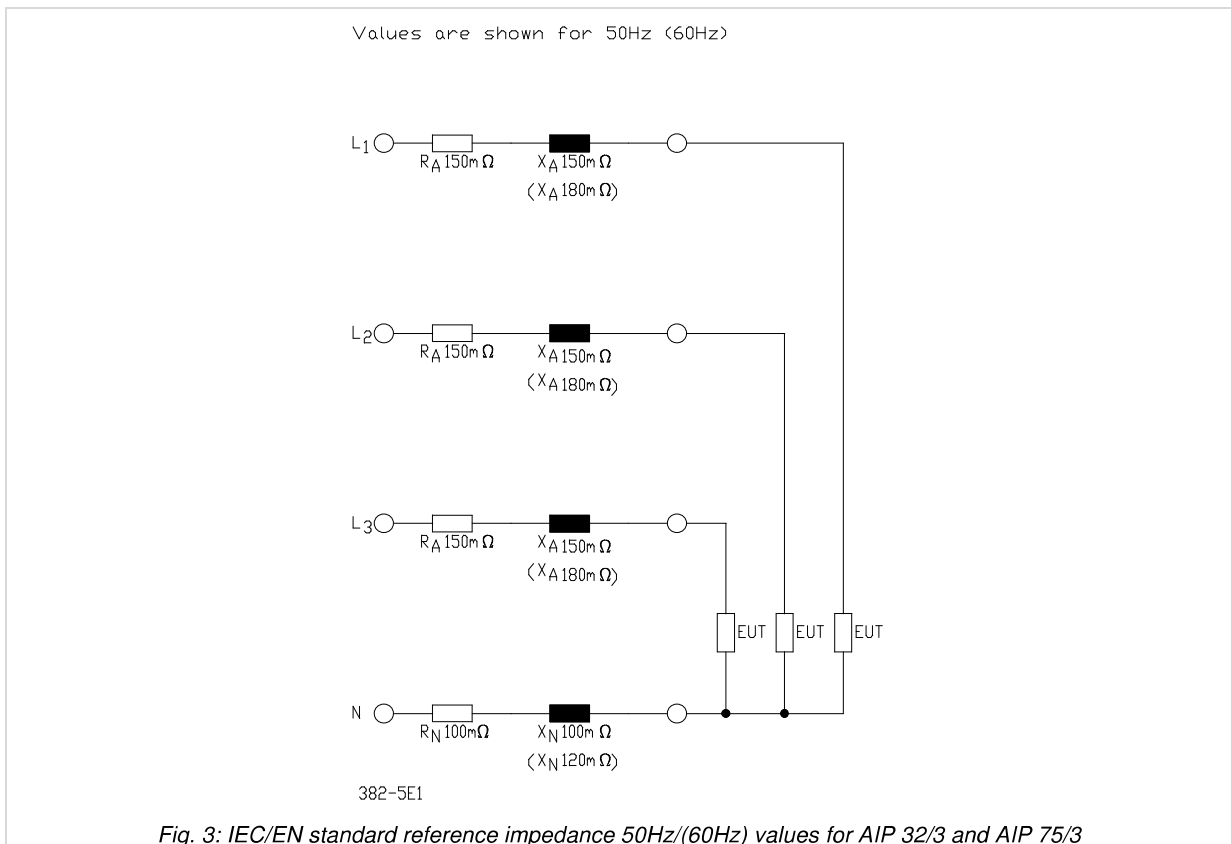 Values are shown for 50Hz (60Hz)
L1
RA 150mΩ
XA 150mΩ
(XA 180mΩ)
L2
RA 150mΩ
XA 150mΩ
(XA 180mΩ)
L3
RA 150mΩ
XA 150mΩ
(XA 180mΩ)
EUT EUT EUT
N
RN 100mΩ
XN 100mΩ
(XN 120mΩ)
382-5E1
Fig. 3: IEC/EN standard reference impedance 50Hz/(60Hz) values for AIP 32/3 and AIP 75/3